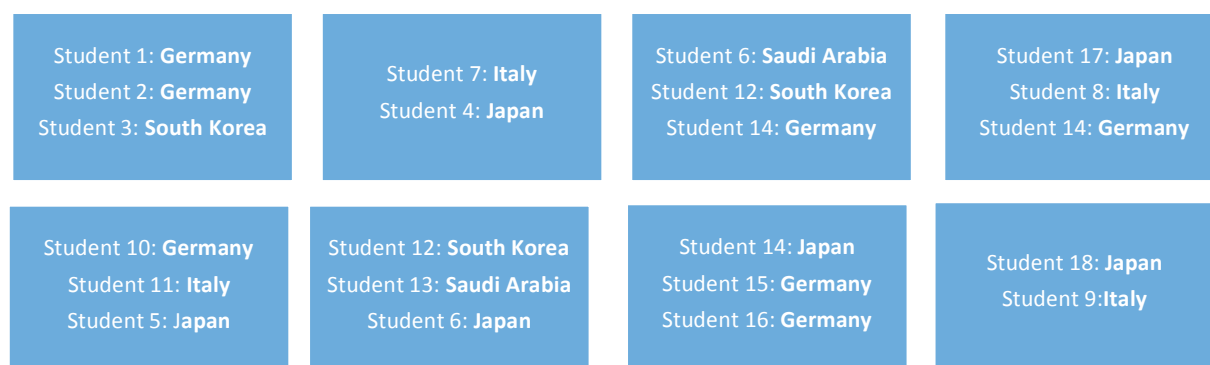 Student 1: Germany
Student 2: Germany
Student 3: South Korea
Student 7: Italy
Student 4: Japan
Student 6: Saudi Arabia
Student 12: South Korea
Student 14: Germany
Student 17: Japan
Student 8: Italy
Student 14: Germany
Student 10: Germany
Student 11: Italy
Student 5: Japan
Student 12: South Korea
Student 13: Saudi Arabia
Student 6: Japan
Student 14: Japan
Student 15: Germany
Student 16: Germany
Student 18: Japan
Student 9:Italy